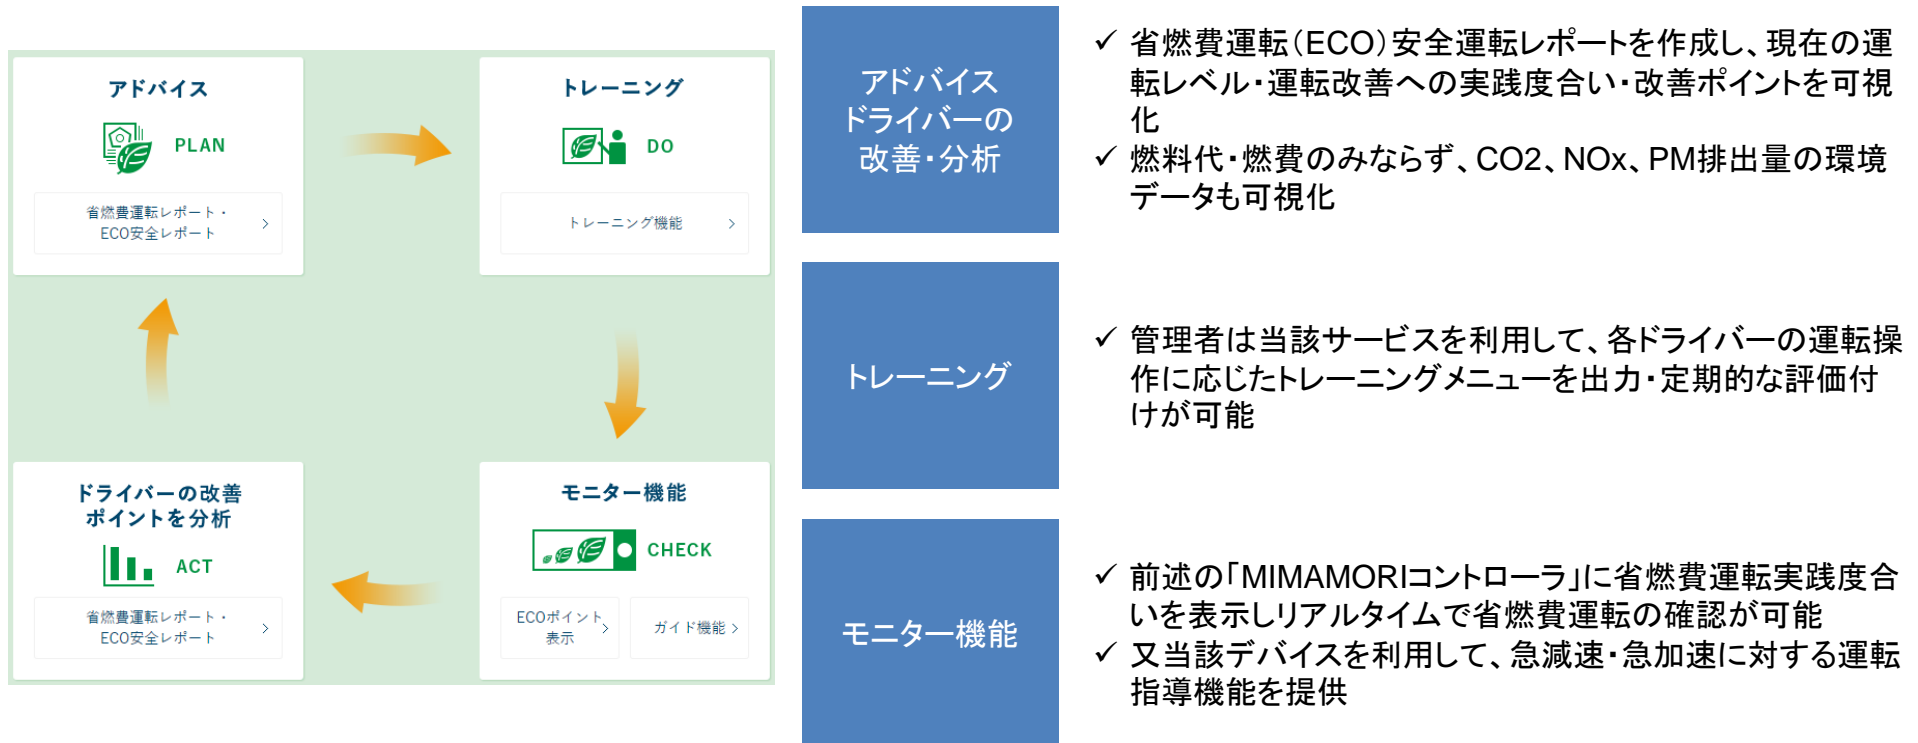 アドバイス
PLAN
省燃費運転レポート・
ECO安全レポート
トレーニング
DO
トレーニング機能
ドライバーの改善
ポイントを分析
ACT
省燃費運転レポート・
ECO安全レポート
モニター機能
CHECK
ECOポイント
表示
ガイド機能
アドバイス
ドライバーの
改善・分析
✓ 省燃費運転（ECO）安全運転レポートを作成し、現在の運
転レベル・運転改善への実践度合い・改善ポイントを可視
化
✓ 燃料代・燃費のみならず、CO2、NOx、PM排出量の環境
データも可視化
トレーニング
✓ 管理者は当該サービスを利用して、各ドライバーの運転操
作に応じたトレーニングメニューを出力・定期的な評価付
けが可能
モニター機能
✓ 前述の「MIMAMORIコントローラ」に省燃費運転実践度合
いを表示しリアルタイムで省燃費運転の確認が可能
✓ 又当該デバイスを利用して、急減速・急加速に対する運転
指導機能を提供